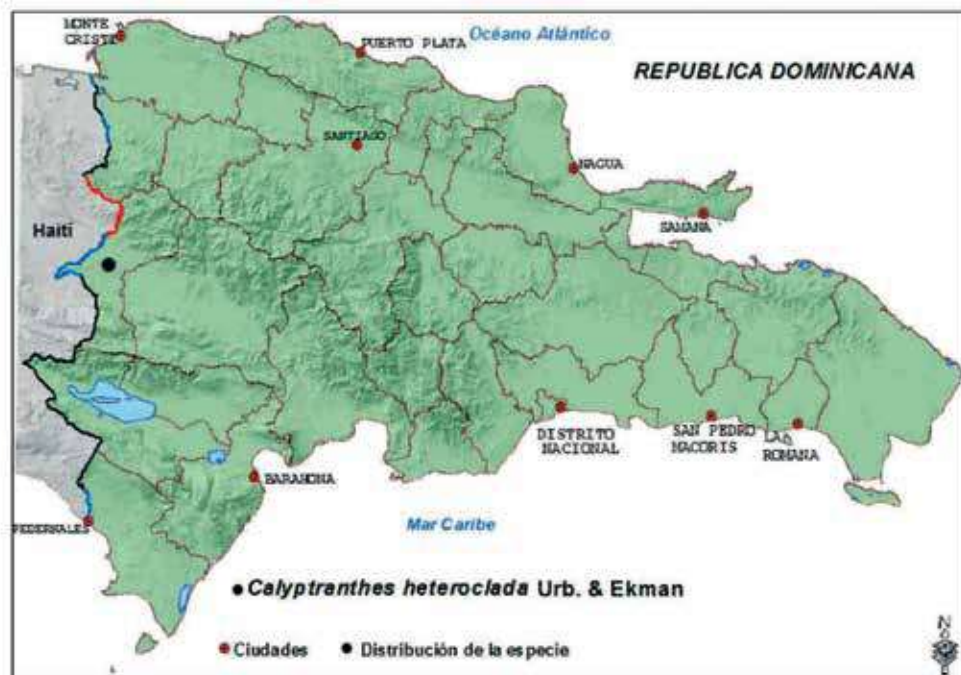 MONTE
CRISTI
PUERTO PLATA
Océano Atlántico
REPUBLICA DOMINICANA
SANTIAGO
NAGUA
SAMANA
Haití
DISTRITO
NACIONAL
SAN PEDRO
MACORIS
LA
ROMANA
BARAHONA
PEDERNALES
Mar Caribe
Calyptranthes heteroclada Urb. & Ekman
Ciudades
Distribución de la especie
N